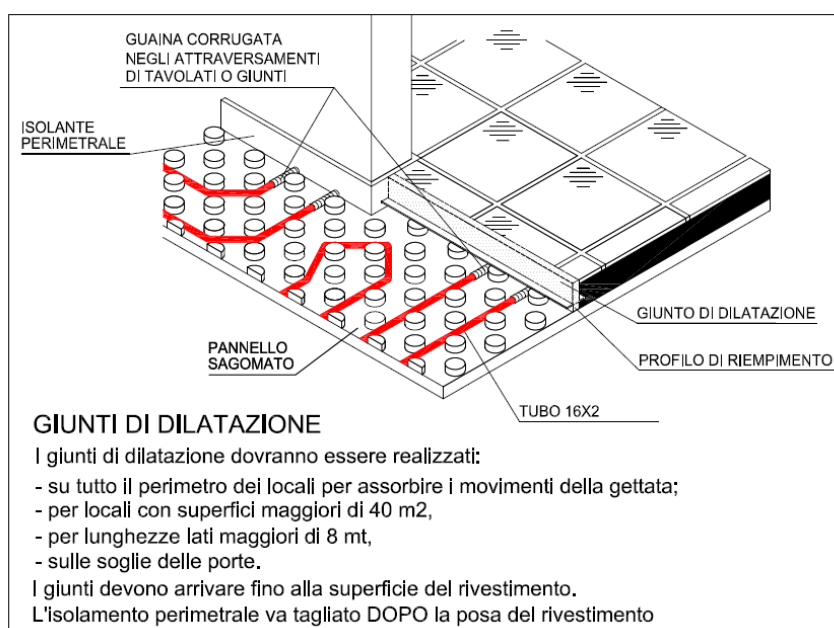 GUAINA CORRUGATA
NEGLI ATTRAVERSAMENTI
DI TAVOLATI O GIUNTI
ISOLANTE
PERIMETRALE
GIUNTO DI DILATAZIONE
PROFILO DI RIEMPIMENTO
PANNELLO
SAGOMATO
TUBO 16X2
GIUNTI DI DILATAZIONE
I giunti di dilatazione dovranno essere realizzati:
- su tutto il perimetro dei locali per assorbire i movimenti della gettata;
- per locali con superfici maggiori di 40 m2,
- per lunghezze lati maggiori di 8 mt,
- sulle soglie delle porte.
I giunti devono arrivare fino alla superficie del rivestimento.
L'isolamento perimetrale va tagliato DOPO la posa del rivestimento